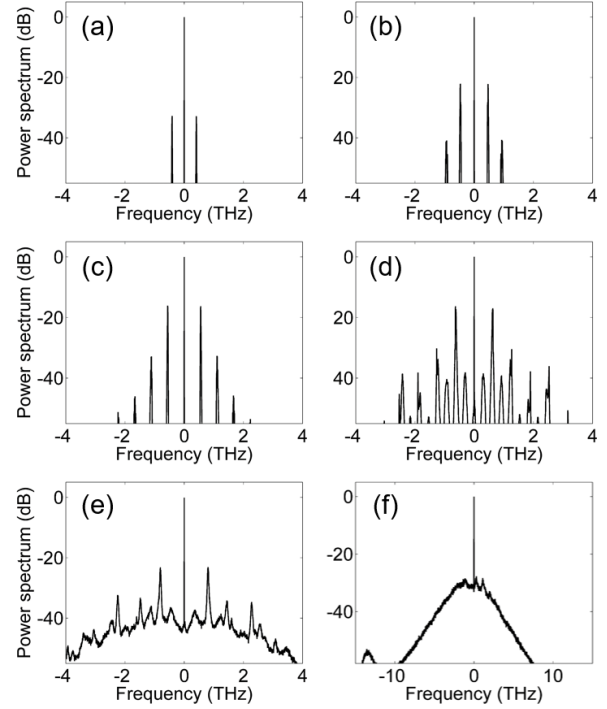 (a)
Power spectrum (dB)
0
-20
40
-4 -2 0 2 4
Frequency (THz)
(b)
0
-20
40
-4 -2 0 2 4
Frequency (THz)
(c)
Power spectrum (dB)
0
-20
40
-4 -2 0 2 4
Frequency (THz)
(d)
0
-20
40
-4 -2 0 2 4
Frequency (THz)
(e)
Power spectrum (dB)
0
-20
-40
-4 -2 0 2 4
Frequency (THz)
(f)
0
-20
-40
-10 0 10
Frequency (THz)